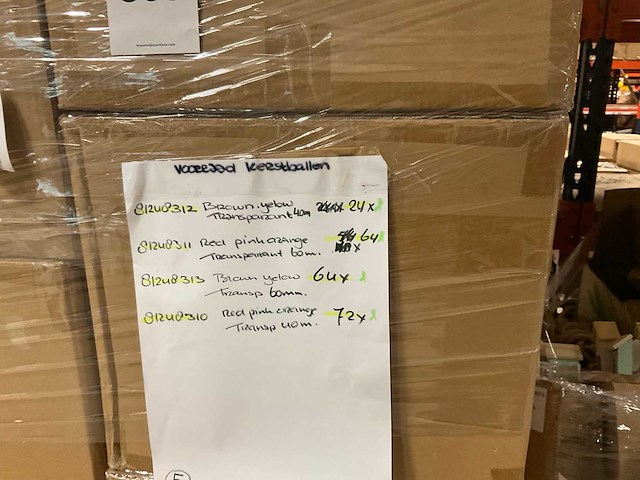 voorraad kerstballen
81248312 Brown.yelow 24x
Transparant 40m
81248311 Red pink orange 64
Transparant 60m.
81248313 Brown yelow 64x
Transp 60mm.
81248310 Red pink orange 72x
Transp 40m.